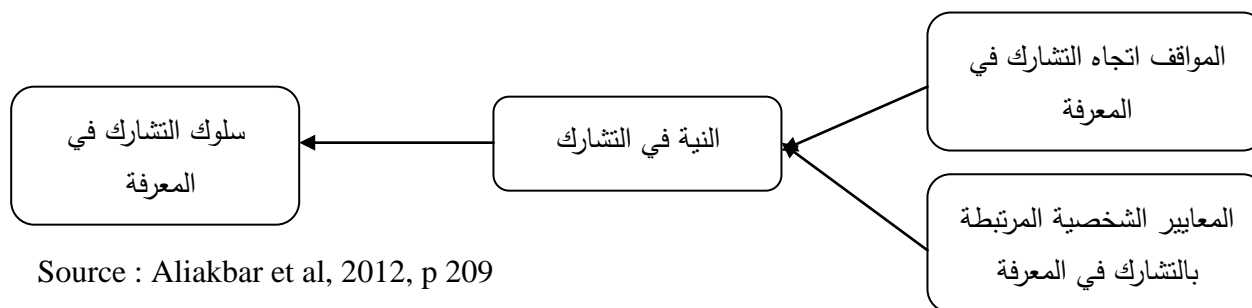 المواقف اتجاه التشارك في
المعرفة
النية في التشارك
سلوك التشارك في
المعرفة
المعايير الشخصية المرتبطة
بالتشارك في المعرفة
Source : Aliakbar et al, 2012, p 209